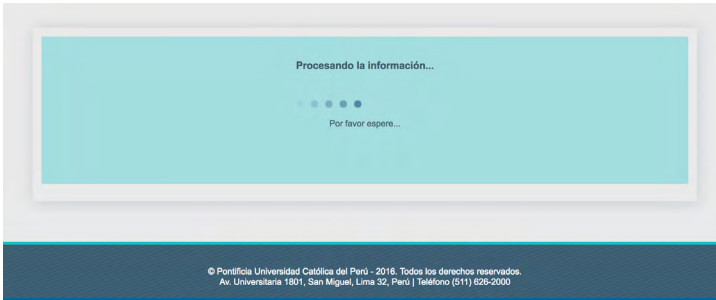 Procesando la información...
Por favor espere...
© Pontificia Universidad Católica del Perú - 2016. Todos los derechos reservados.
Av. Universitaria 1801, San Miguel, Lima 32, Perú | Teléfono (511) 626-2000